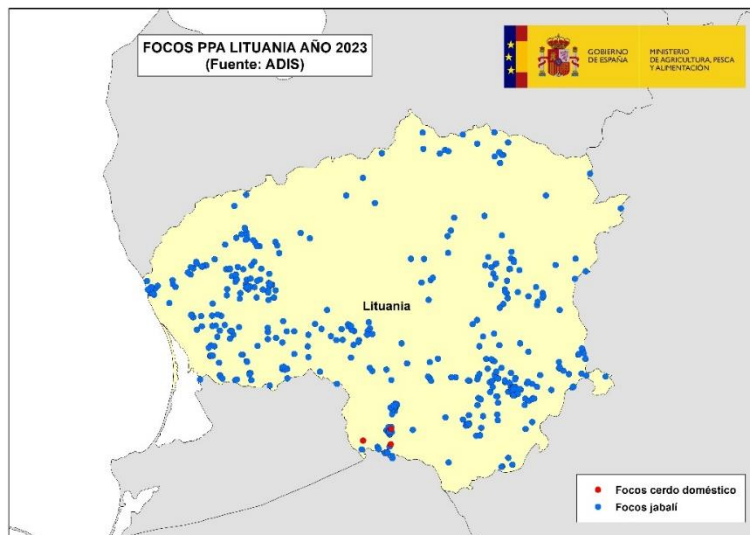 FOCOS PPA LITUANIA AÑO 2023
(Fuente: ADIS)
GOBIERNO
DE ESPAÑA
MINISTERIO
DE AGRICULTURA, PESCA
Y ALIMENTACIÓN
Lituania
Focos cerdo doméstico
Focos jabalí